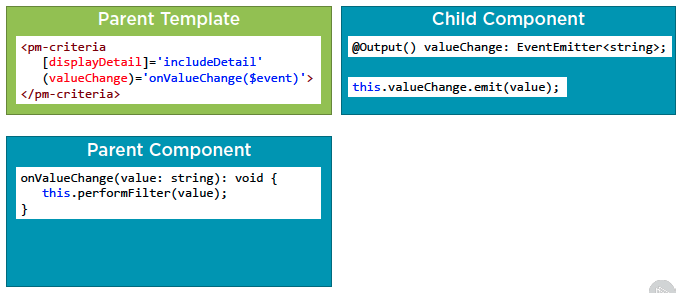 Parent Template
<pm-criteria
[displayDetail]='includeDetail'
(valueChange)='onValueChange($event)'>
</pm-criteria>
Child Component
@Output() valueChange: EventEmitter<string>;
this.valueChange.emit(value);
Parent Component
onValueChange(value: string): void {
this.performFilter(value);
}